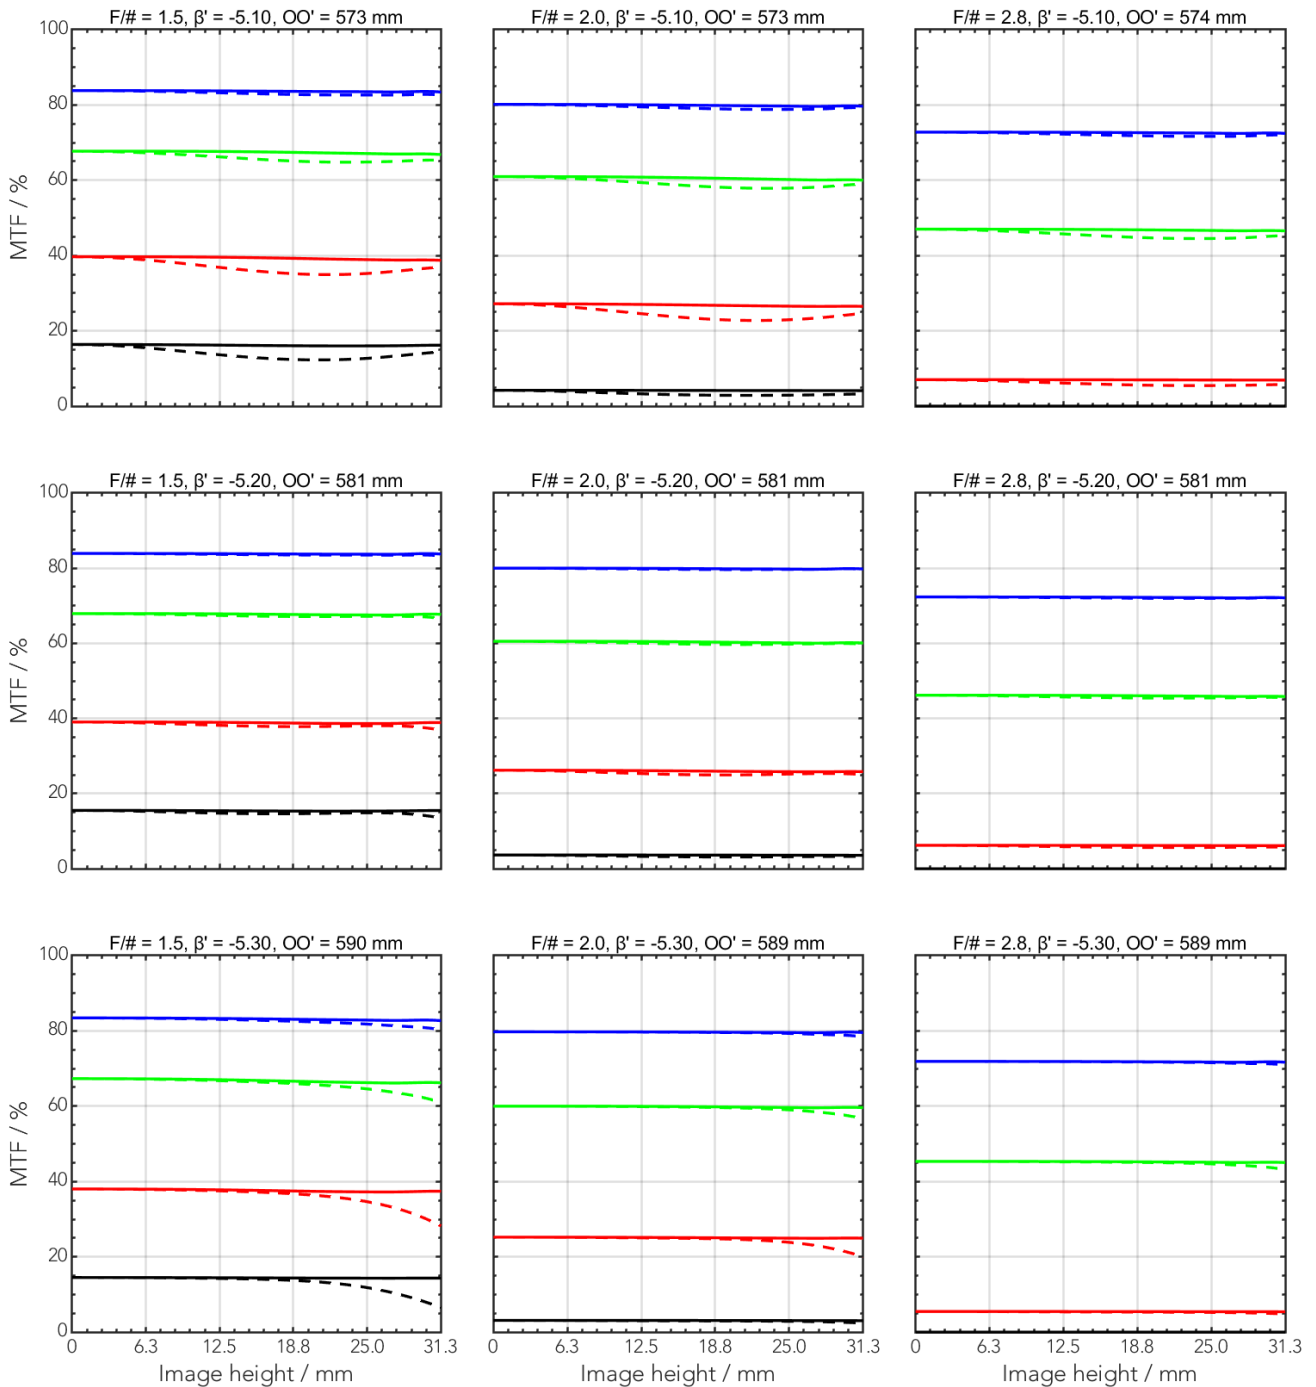 F/# = 1.5, β' = -5.10, OO' = 573 mm
F/# = 2.0, β' = -5.10, OO' = 573 mm
F/# = 2.8, β' = -5.10, OO' = 574 mm
100
80
60
40
20
0
MTF / %
F/# = 1.5, β' = -5.20, OO' = 581 mm
F/# = 2.0, β' = -5.20, OO' = 581 mm
F/# = 2.8, β' = -5.20, OO' = 581 mm
100
80
60
40
20
0
MTF / %
F/# = 1.5, β' = -5.30, OO' = 590 mm
F/# = 2.0, β' = -5.30, OO' = 589 mm
F/# = 2.8, β' = -5.30, OO' = 589 mm
100
80
60
40
20
0
MTF / %
0 6.3 12.5 18.8 25.0 31.3
0 6.3 12.5 18.8 25.0 31.3
0 6.3 12.5 18.8 25.0 31.3
Image height / mm
Image height / mm
Image height / mm